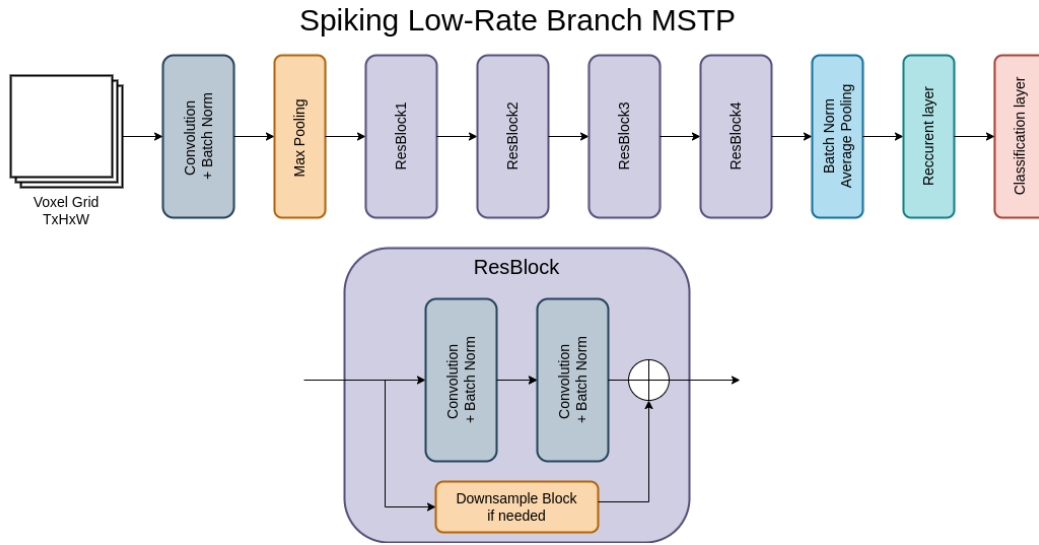 Spiking Low-Rate Branch MSTP
Voxel Grid
TxHxW
Convolution
+ Batch Norm
Max Pooling
ResBlock1
ResBlock2
ResBlock3
ResBlock4
Batch Norm
Average Pooling
Reccurent layer
Classification layer
ResBlock
Convolution
+ Batch Norm
Convolution
+ Batch Norm
Downsample Block
if needed